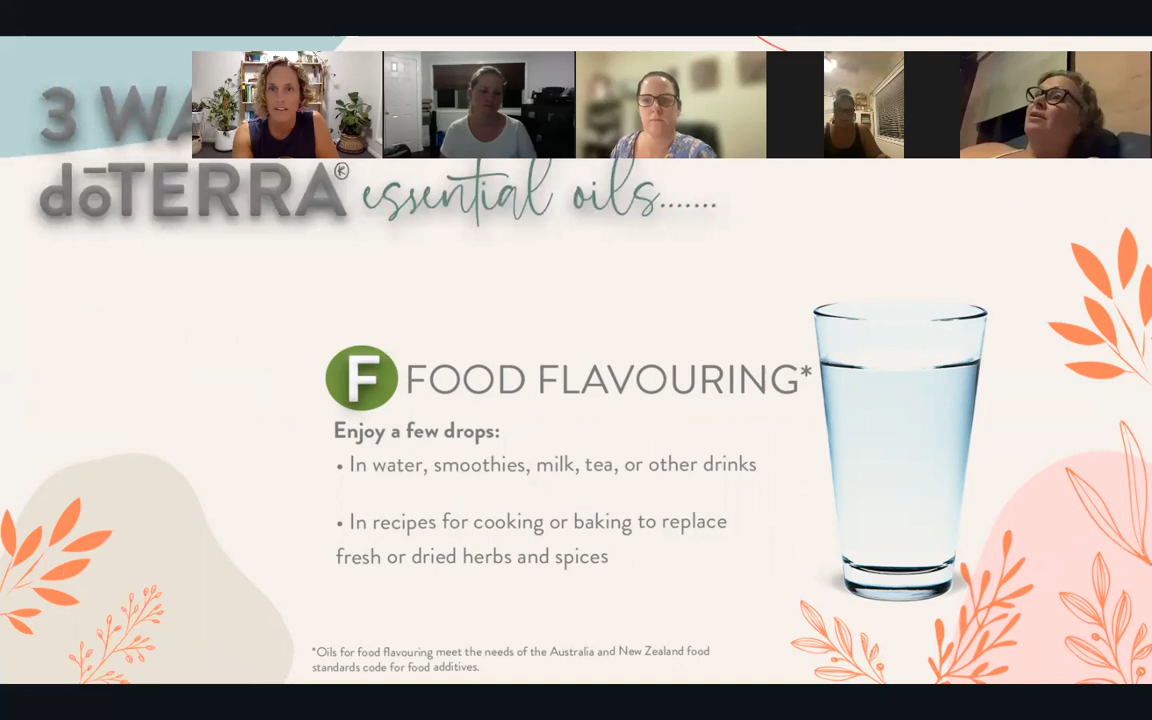 3 WA
dōTERRA® essential oils.......
F FOOD FLAVOURING*
Enjoy a few drops:
• In water, smoothies, milk, tea, or other drinks
• In recipes for cooking or baking to replace
fresh or dried herbs and spices
*Oils for food flavouring meet the needs of the Australia and New Zealand food
standards code for food additives.